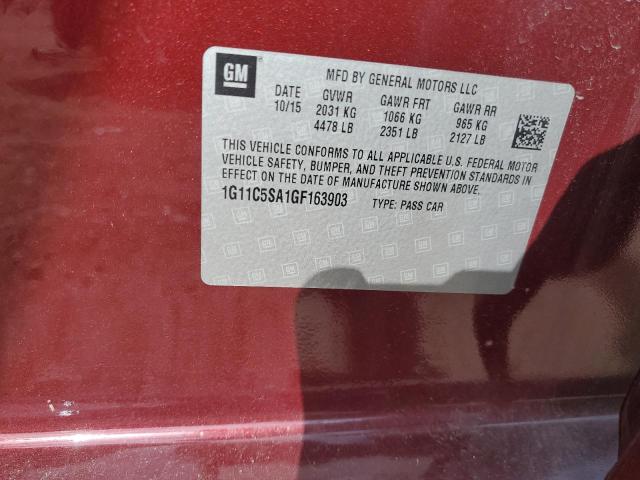 GM
MFD BY GENERAL MOTORS LLC
DATE GVWR GAWR FRT GAWR RR
10/15 2031 KG 1066 KG 965 KG
4478 LB 2351 LB 2127 LB
THIS VEHICLE CONFORMS TO ALL APPLICABLE U.S. FEDERAL MOTOR
VEHICLE SAFETY, BUMPER, AND THEFT PREVENTION STANDARDS IN
EFFECT ON THE DATE OF MANUFACTURE SHOWN ABOVE.
1G11C5SA1GF163903 TYPE: PASS CAR